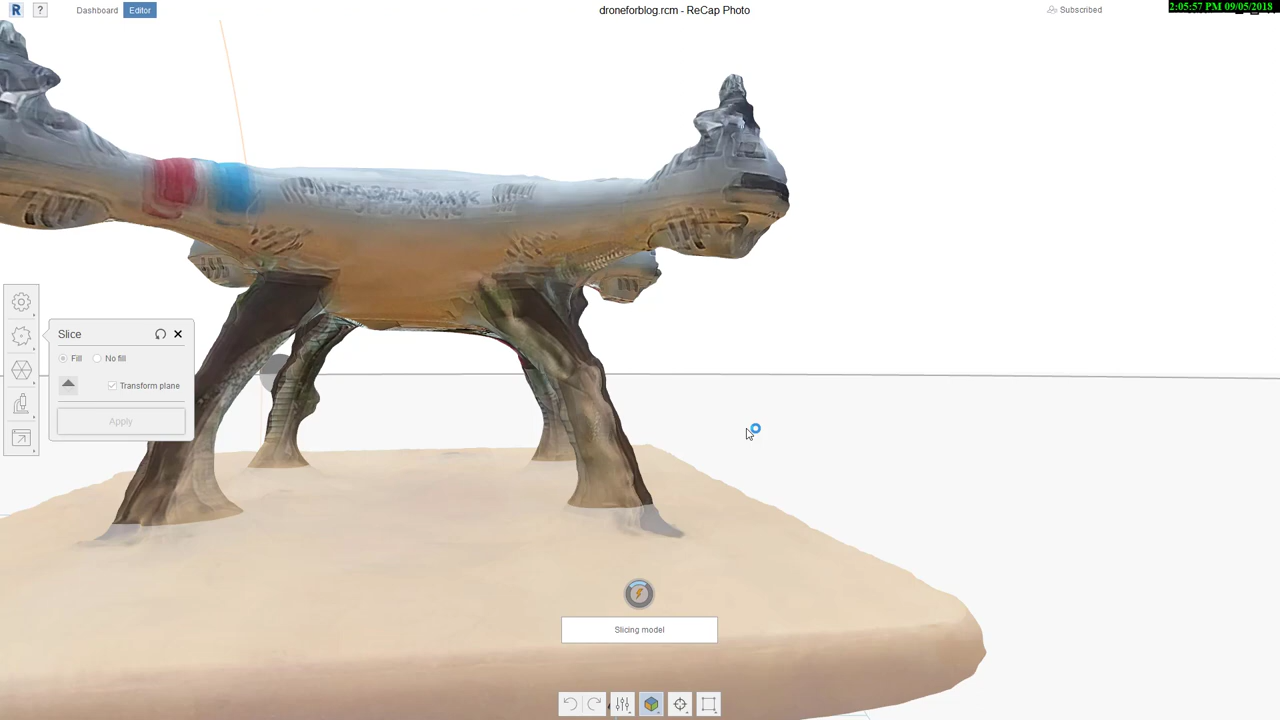 R ? Dashboard Editor droneforblog.rcm - ReCap Photo Subscribed 2:05:57 PM 09/05/2018
Slice
Fill No fill
Transform plane
Apply
Slicing model